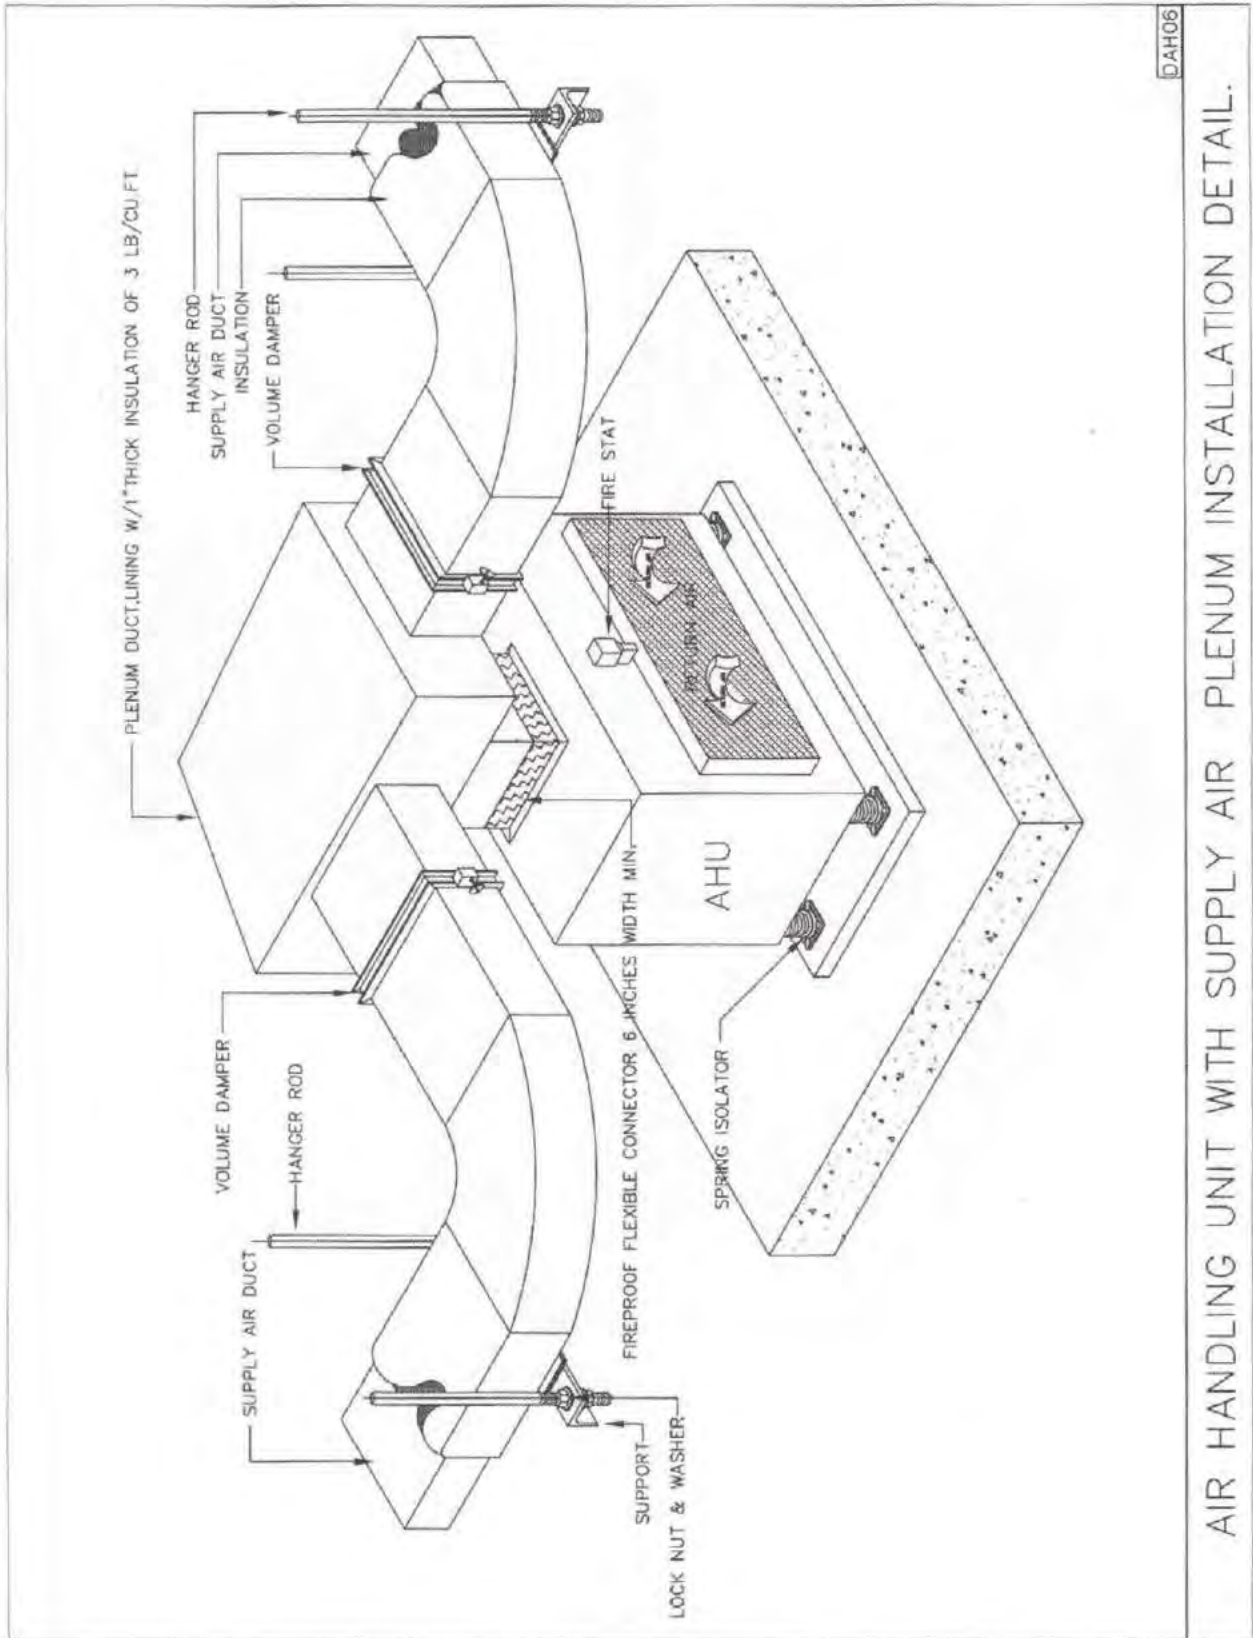 PLENUM DUCT,LINING W/1"THICK INSULATION OF 3 LB/CU.FT
HANGER ROD
SUPPLY AIR DUCT
INSULATION
VOLUME DAMPER
VOLUME DAMPER
HANGER ROD
SUPPLY AIR DUCT
FIRE STAT
RETURN AIR
AHU
FIREPROOF FLEXIBLE CONNECTOR 6 INCHES WIDTH MIN.
SPRING ISOLATOR
SUPPORT
LOCK NUT & WASHER
DAH06
AIR HANDLING UNIT WITH SUPPLY AIR PLENUM INSTALLATION DETAIL.